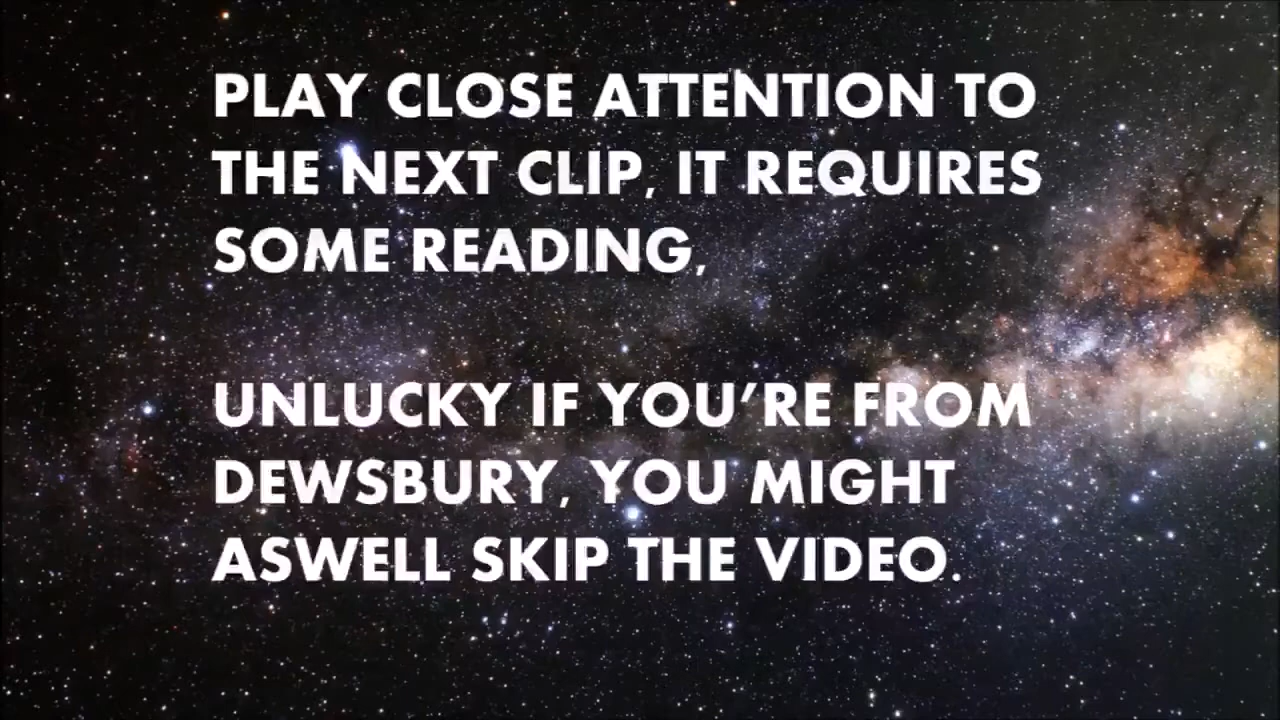 PLAY CLOSE ATTENTION TO
THE NEXT CLIP, IT REQUIRES
SOME READING,
UNLUCKY IF YOU’RE FROM
DEWSBURY, YOU MIGHT
ASWELL SKIP THE VIDEO.